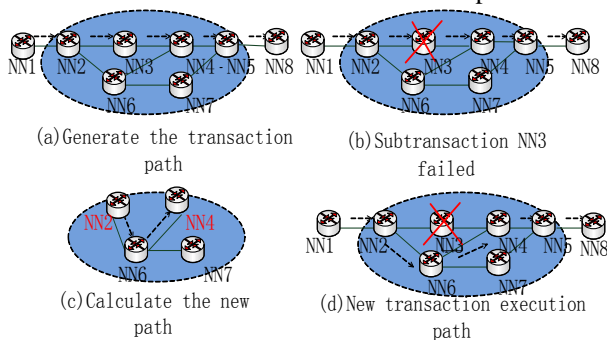 NN1 NN2 NN3 NN4 - NN5 NN8
NN6 NN7
(a)Generate the transaction
path
NN1 NN2 NN3 NN4 NN5 NN8
NN6 NN7
(b)Subtransaction NN3
failed
NN2 NN4
NN6 NN7
(c)Calculate the new
path
NN1 NN2 NN3 NN4 NN5 NN8
NN6 NN7
(d)New transaction execution
path